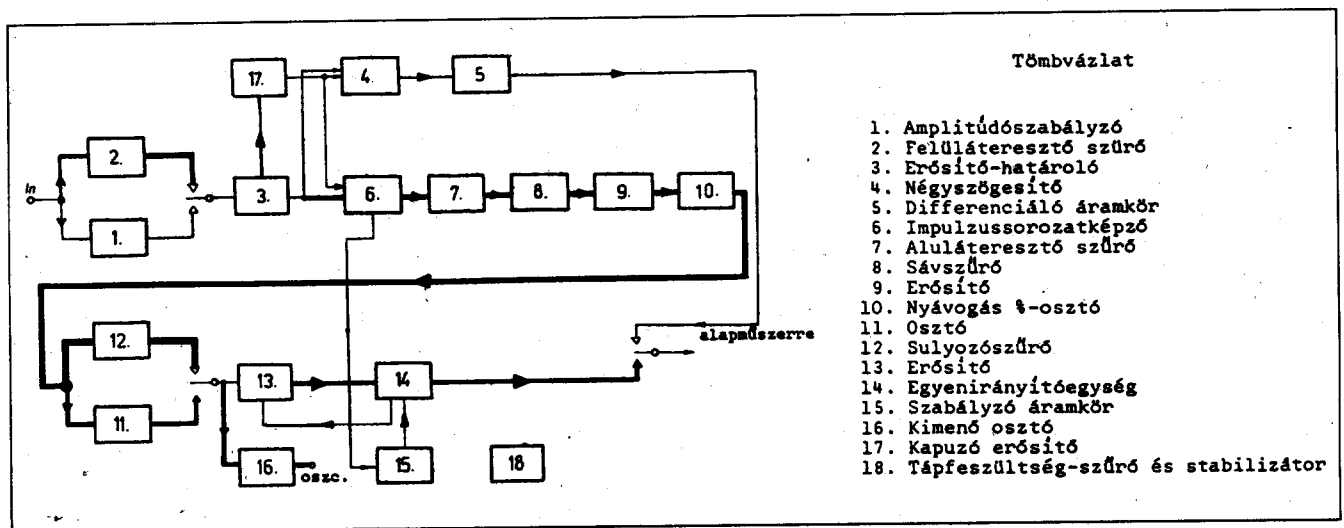 17.
4.
5
Tömbvázlat
2.
In
3.
6.
7.
8.
9.
10.
1.
1. Amplitúdószabályzó
2. Felüláteresztő szűrő
3. Erősítő-határoló
4. Négyszögesítő
5. Differenciáló áramkör
6. Impulzussorozatképző
7. Aluláteresztő szűrő
8. Sávszűrő
9. Erősítő
10. Nyávogás %-osztó
11. Osztó
12. Sulyozószűrő
13. Erősítő
14. Egyenirányítóegység
15. Szabályzó áramkör
16. Kimenő osztó
17. Kapuzó erősítő
18. Tápfeszültség-szűrő és stabilizátor
alapműszerre
12.
13.
14
11.
16.
oszc.
15.
18